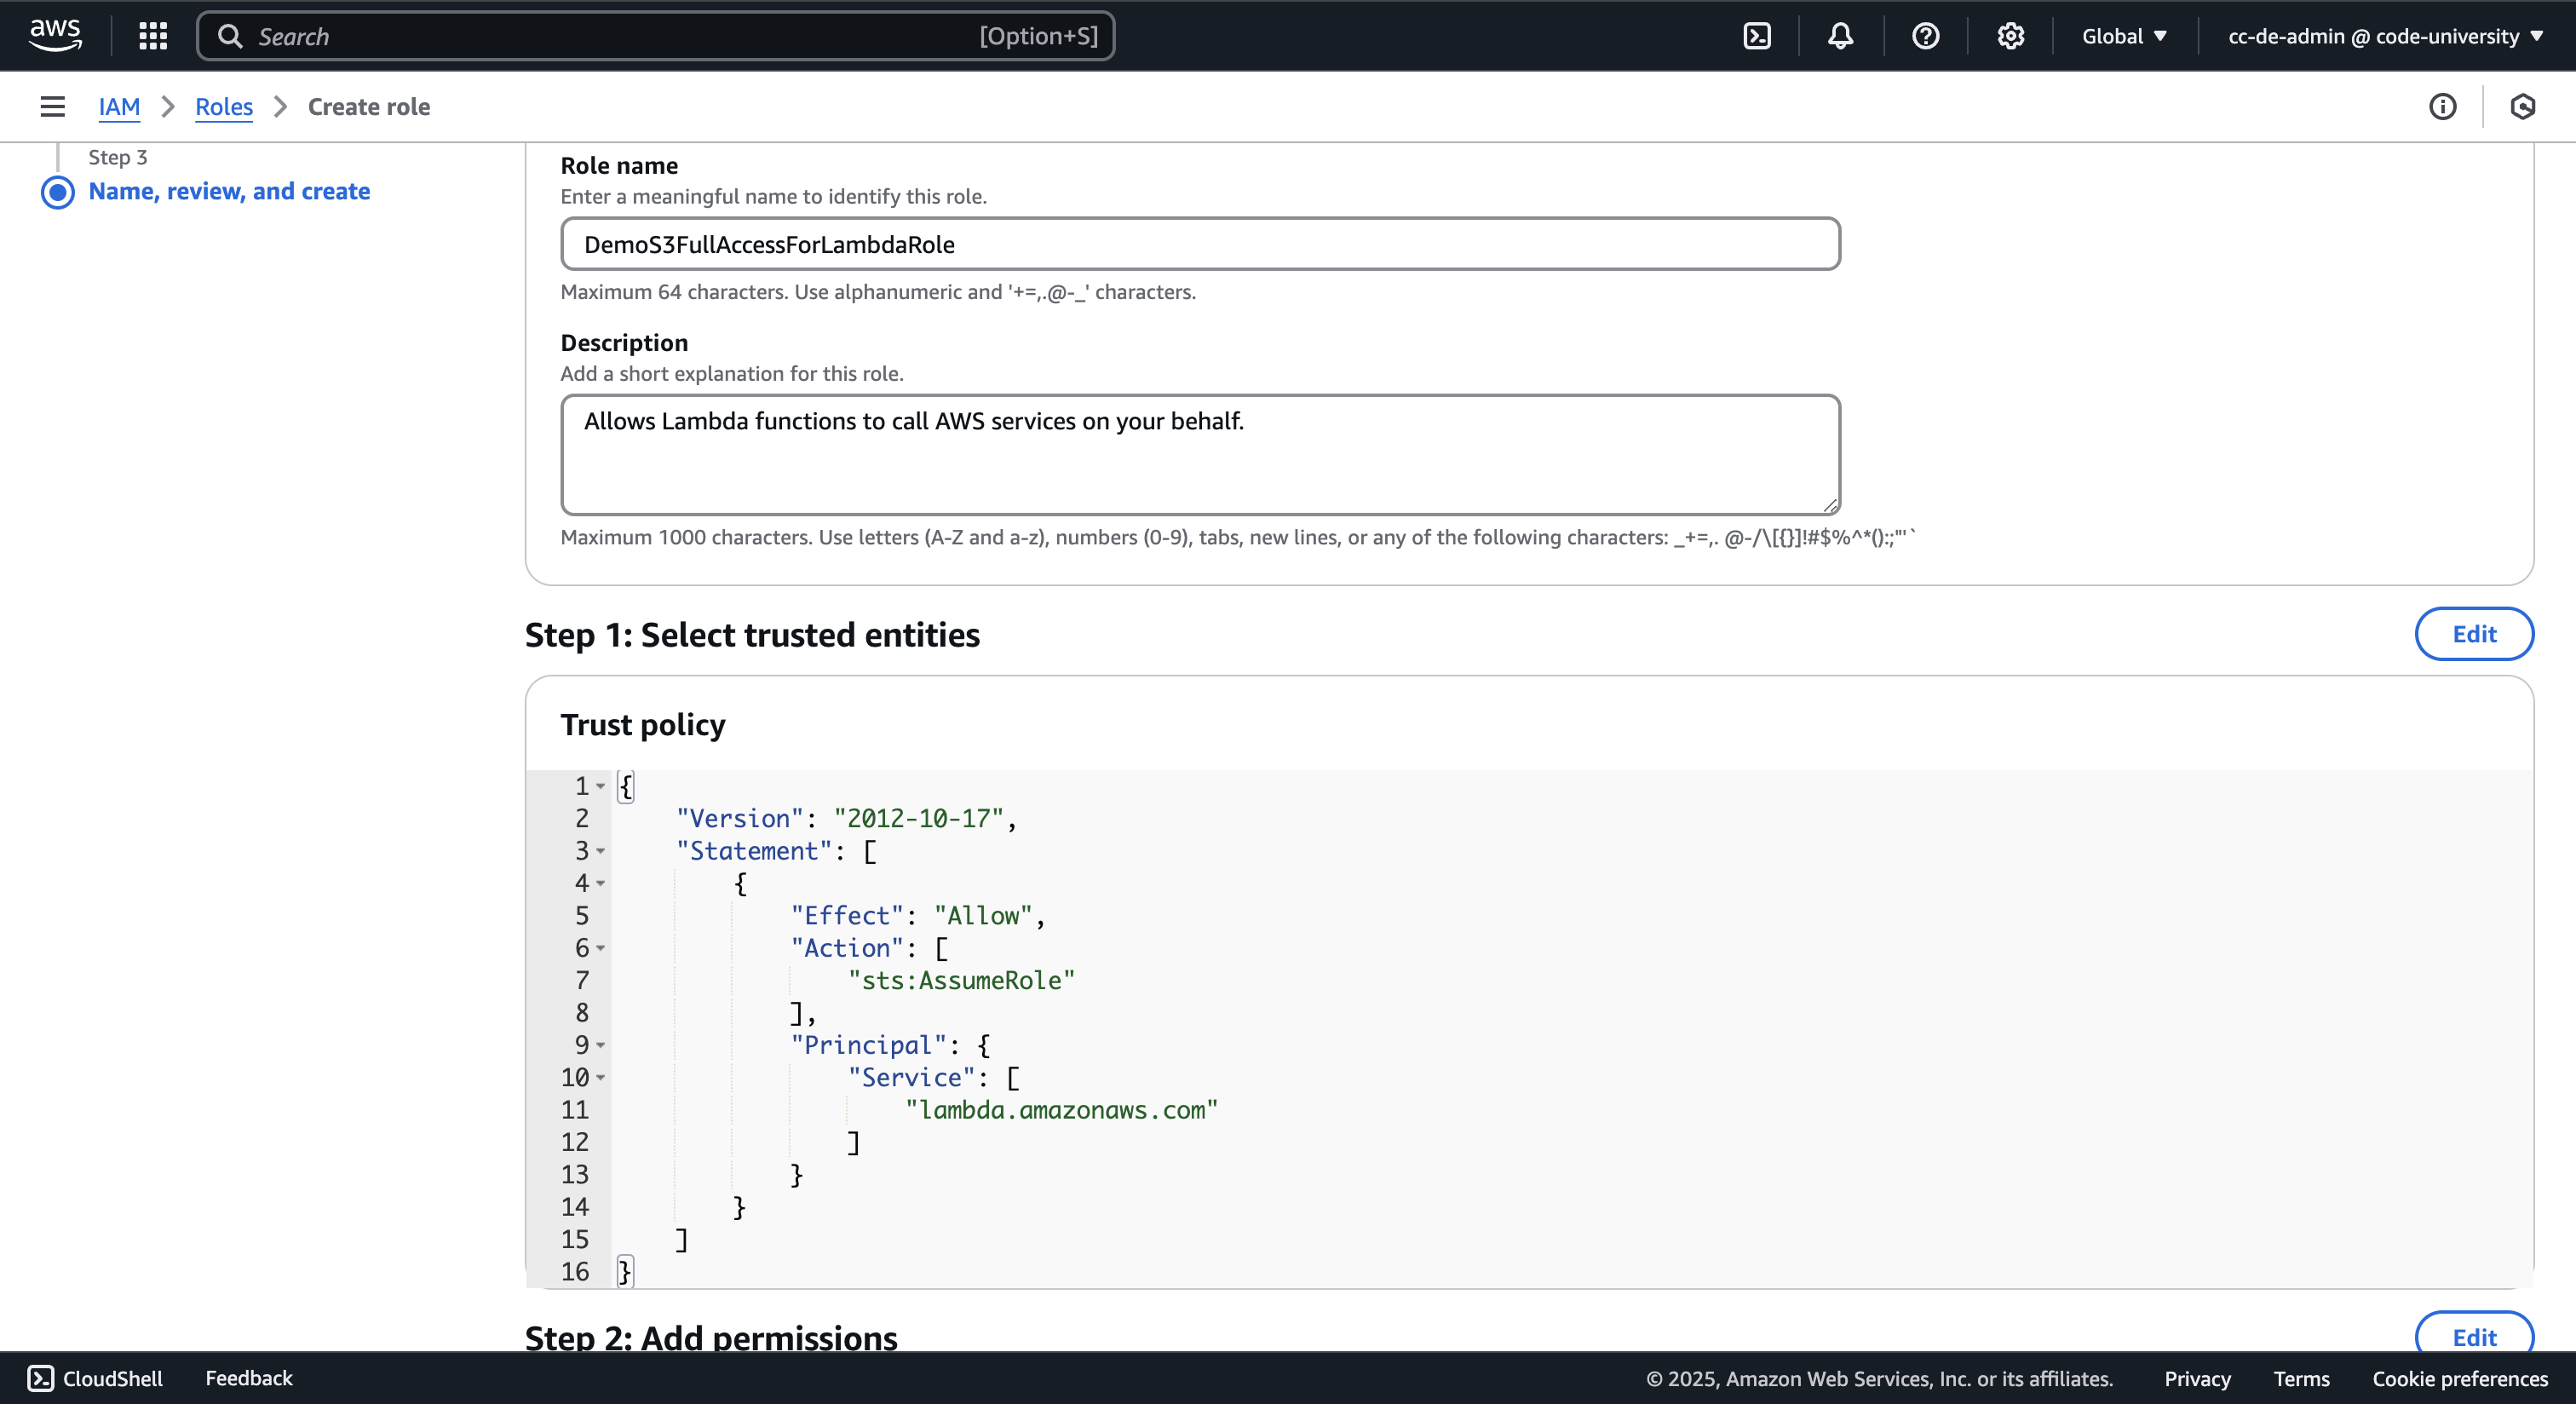 aws
Search
[Option+S]
Global
cc-de-admin @ code-university
IAM
Roles
Create role
Step 3
Name, review, and create
Role name
Enter a meaningful name to identify this role.
DemoS3FullAccessForLambdaRole
Maximum 64 characters. Use alphanumeric and '+=,.@-_' characters.
Description
Add a short explanation for this role.
Allows Lambda functions to call AWS services on your behalf.
Maximum 1000 characters. Use letters (A-Z and a-z), numbers (0-9), tabs, new lines, or any of the following characters: _+=,. @-/\[{}]!#$%^*();:"'`
Step 1: Select trusted entities
Edit
Trust policy
1 {
2     "Version": "2012-10-17",
3     "Statement": [
4         {
5             "Effect": "Allow",
6             "Action": [
7                 "sts:AssumeRole"
8             ],
9             "Principal": {
10                 "Service": [
11                     "lambda.amazonaws.com"
12                 ]
13             }
14         }
15     ]
16 }
Step 2: Add permissions
Edit
CloudShell
Feedback
© 2025, Amazon Web Services, Inc. or its affiliates.
Privacy
Terms
Cookie preferences